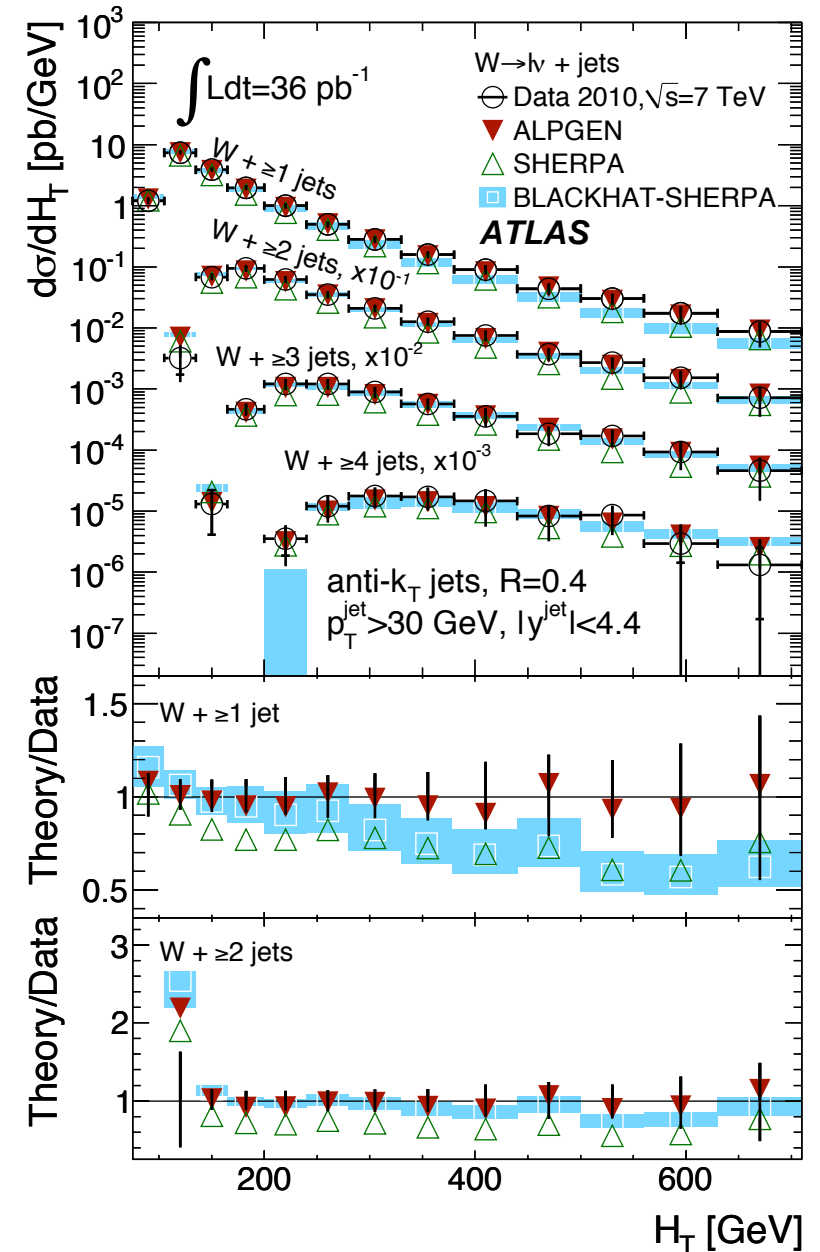 dσ/dH_T [pb/GeV]
10³
10²
10
1
10⁻¹
10⁻²
10⁻³
10⁻⁴
10⁻⁵
10⁻⁶
10⁻⁷
∫Ldt=36 pb⁻¹
W→lν + jets
Data 2010,√s=7 TeV
ALPGEN
SHERPA
BLACKHAT-SHERPA
ATLAS
W + ≥1 jets
W + ≥2 jets, x10⁻¹
W + ≥3 jets, x10⁻²
W + ≥4 jets, x10⁻³
anti-k_T jets, R=0.4
p_T^jet>30 GeV, |y^jet|<4.4
Theory/Data
1.5
1
0.5
W + ≥1 jet
Theory/Data
3
2
1
W + ≥2 jets
200
400
600
H_T [GeV]